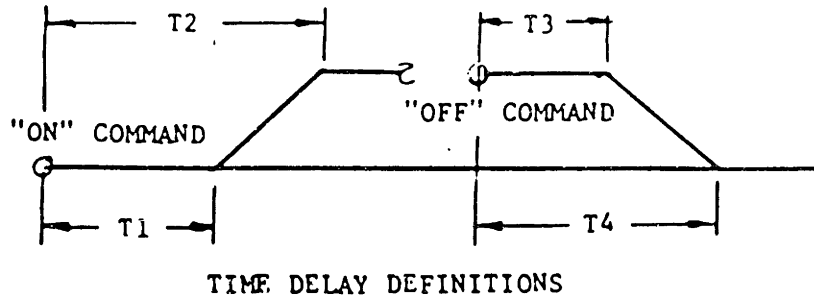 T2
T3
"ON" COMMAND
"OFF" COMMAND
T1
T4
TIME DELAY DEFINITIONS